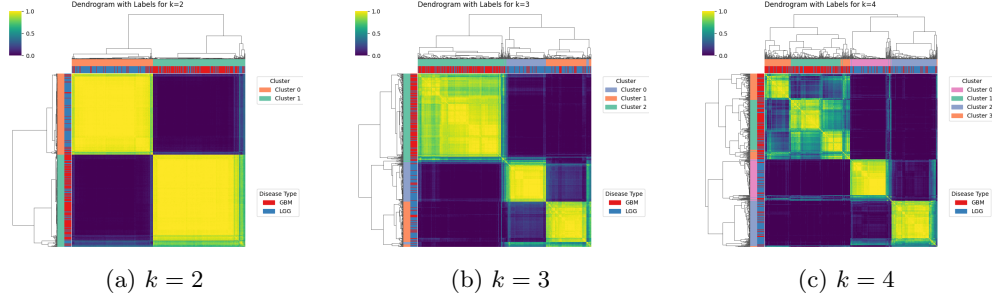 Dendrogram with Labels for k=2
1.0
0.5
0.0
Cluster
Cluster 0
Cluster 1
Disease Type
GBM
LGG
(a) k = 2
Dendrogram with Labels for k=3
1.0
0.5
0.0
Cluster
Cluster 0
Cluster 1
Cluster 2
Disease Type
GBM
LGG
(b) k = 3
Dendrogram with Labels for k=4
1.0
0.5
0.0
Cluster
Cluster 0
Cluster 1
Cluster 2
Cluster 3
Disease Type
GBM
LGG
(c) k = 4